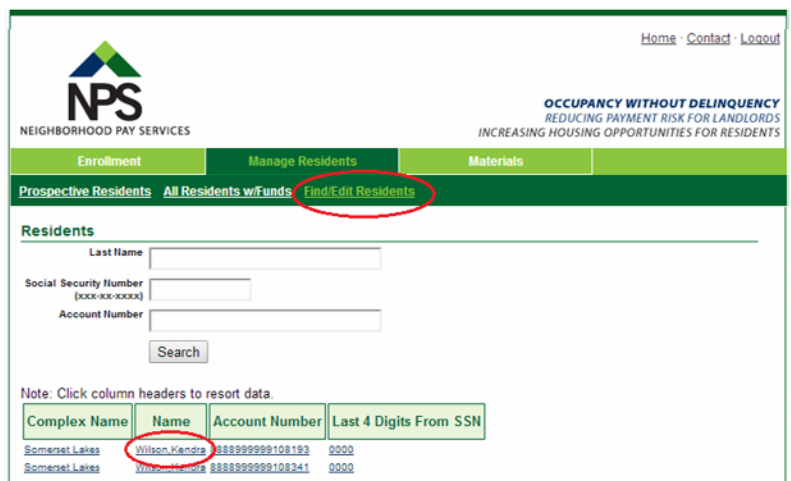 Home · Contact · Logout
NPS
NEIGHBORHOOD PAY SERVICES
OCCUPANCY WITHOUT DELINQUENCY
REDUCING PAYMENT RISK FOR LANDLORDS
INCREASING HOUSING OPPORTUNITIES FOR RESIDENTS
Enrollment Manage Residents Materials
Prospective Residents All Residents w/Funds Find/Edit Residents
Residents
Last Name
Social Security Number
(xxx-xx-xxxx)
Account Number
Search
Note: Click column headers to resort data.
Complex Name Name Account Number Last 4 Digits From SSN
Somerset Lakes Wilson,Kendra 8888999999108193 0000
Somerset Lakes Wilson,Kendra 8888999999108341 0000